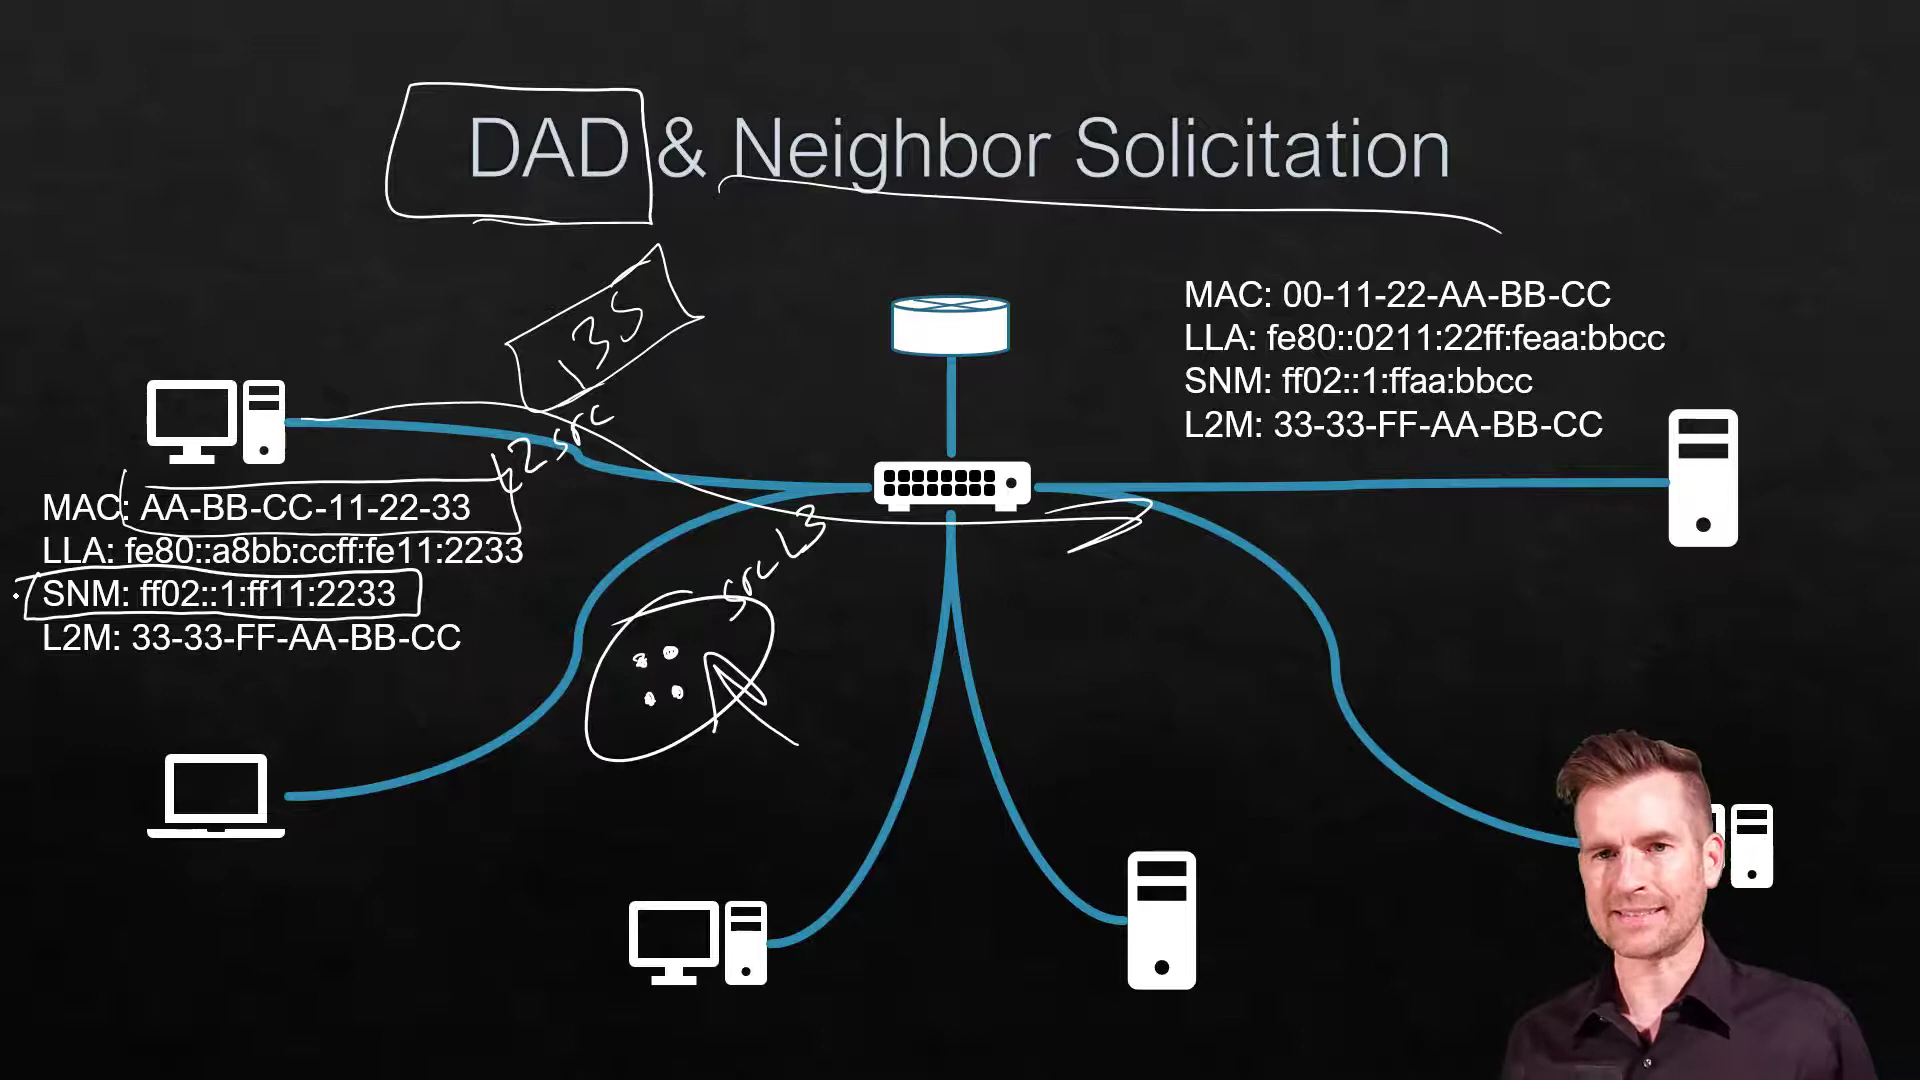 DAD & Neighbor Solicitation
135
L2 src
MAC: 00-11-22-AA-BB-CC
LLA: fe80::0211:22ff:feaa:bbcc
SNM: ff02::1:ffaa:bbcc
L2M: 33-33-FF-AA-BB-CC
MAC: AA-BB-CC-11-22-33
LLA: fe80::a8bb:ccff:fe11:2233
SNM: ff02::1:ff11:2233
L2M: 33-33-FF-AA-BB-CC
src L3
::